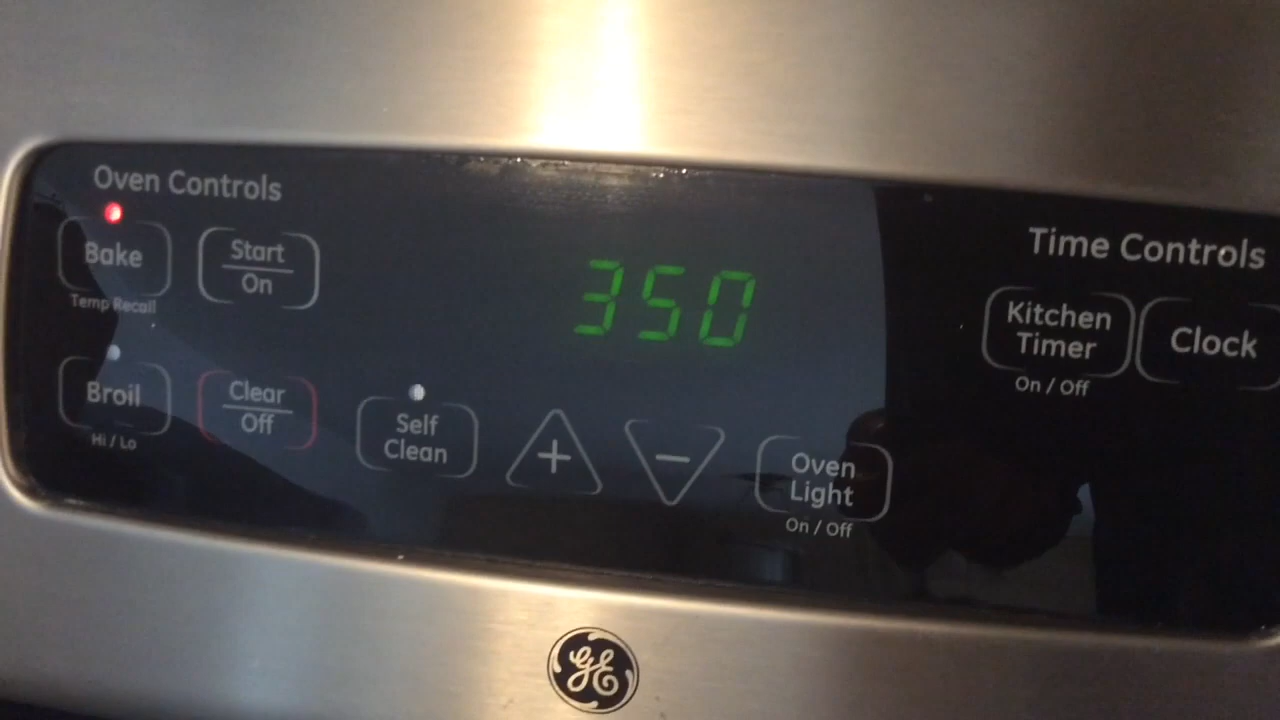 Oven Controls
Bake
Temp Recall
Start
On
350
Time Controls
Kitchen
Timer
On / Off
Clock
Broil
Hi / Lo
Clear
Off
Self
Clean
+
−
Oven
Light
On / Off
GE